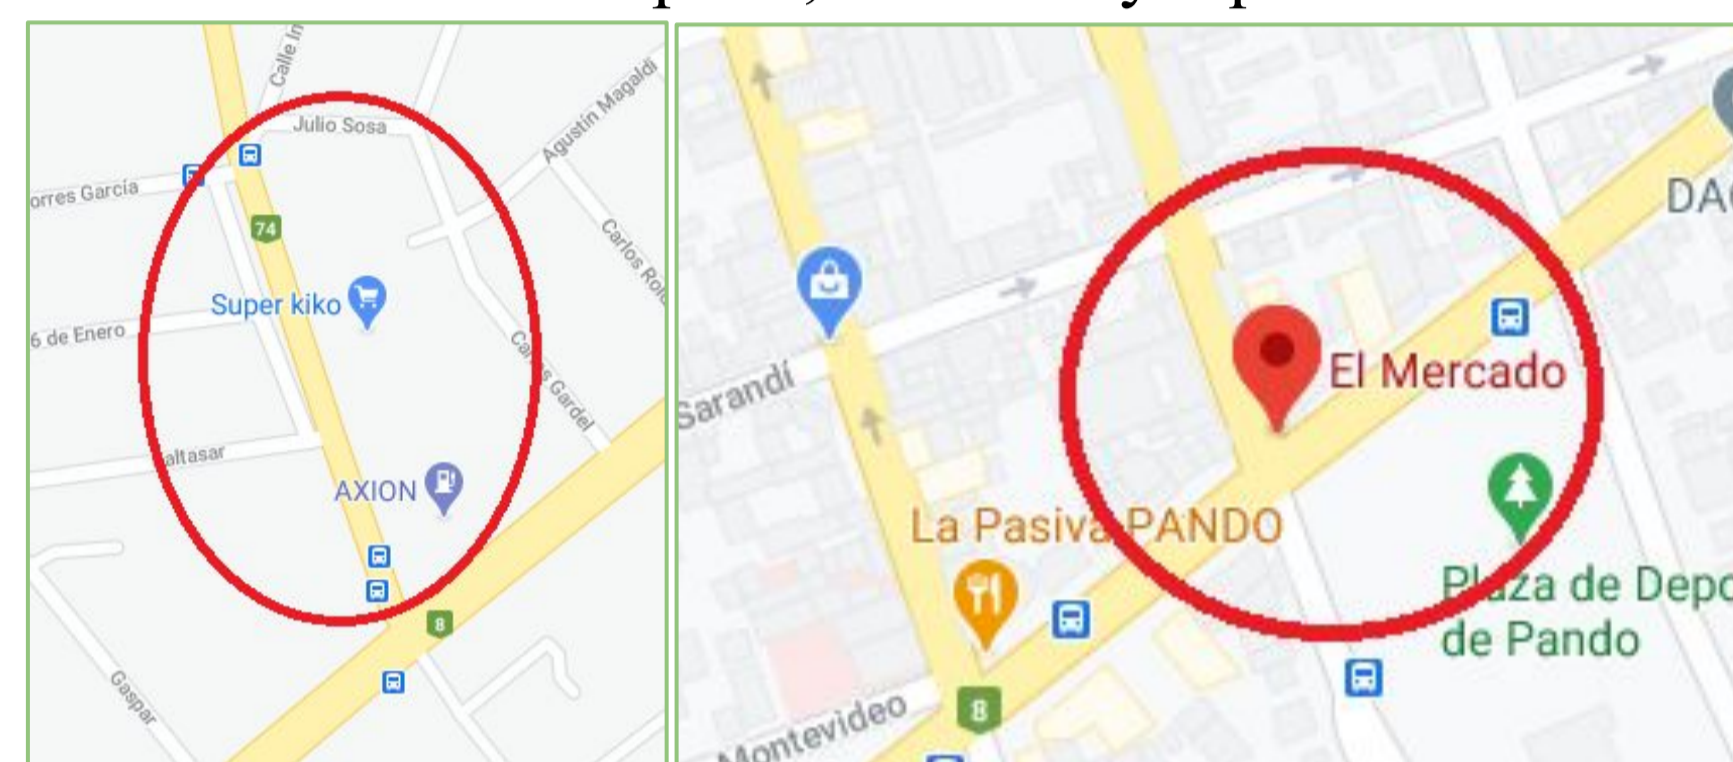 Calle In
Julio Sosa
Agustín Magaldi
orres García
74
Carlos Rol
Super kiko
6 de Enero
Gardel
altasar
AXION
8
Gaspar
DA
Sarandí
El Mercado
La Pasiva PANDO
Plaza de Depo
de Pando
8
Montevideo